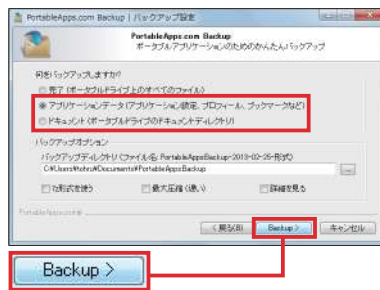 PortableApps.com Backup | バックアップ設定
PortableApps.com Backup
ポータブルアプリケーションのためのかんたんバックアップ
何をバックアップしますか?
完了 (ポータブルドライブ上のすべてのファイル)
アプリケーションデータ (アプリケーション設定、プロフィール、ブックマークなど)
ドキュメント (ポータブルドライブのドキュメントディレクトリ)
バックアップオプション
バックアップディレクトリ (ファイル名: PortableAppsBackup-2013-02-25-形式)
C:¥Users¥tohru¥Documents¥PortableAppsBackup
...
7z形式を使う 最大圧縮 (遅い) 詳細を見る
PortableApps.com
< 戻る(B) Backup > キャンセル
Backup >